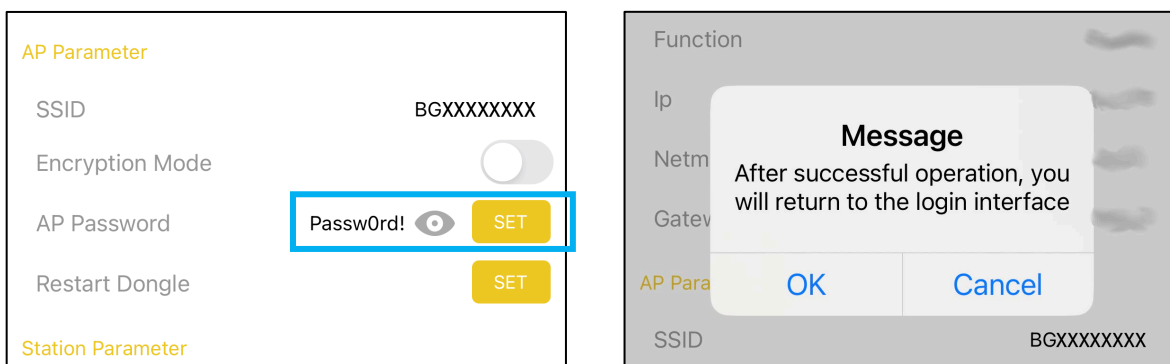 AP Parameter
SSID BGXXXXXXXX
Encryption Mode
AP Password Passw0rd! SET
Restart Dongle SET
Station Parameter
Function
Ip
Netm
Gatew
Message
After successful operation, you
will return to the login interface
OK Cancel
AP Para
SSID BGXXXXXXXX